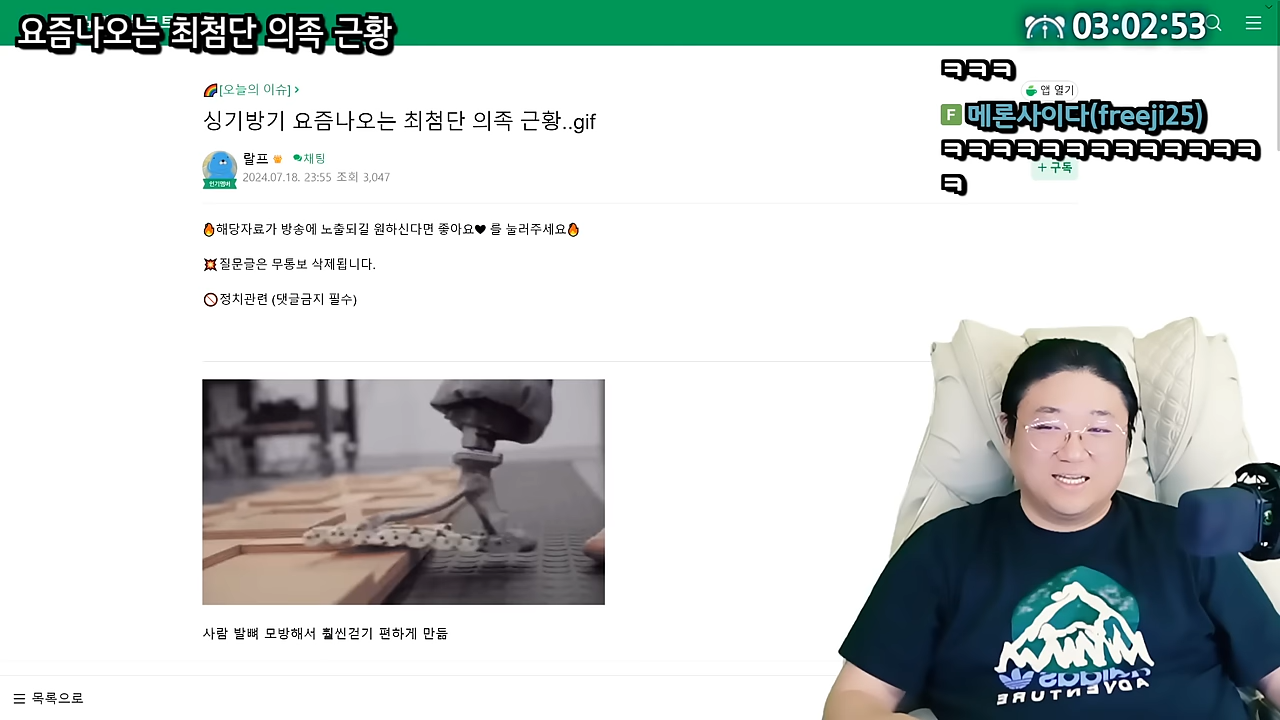 요즘나오는 최첨단 의족 근황
03:02:53
ㅋㅋㅋ
앱 열기
F 메론사이다(freeji25)
ㅋㅋㅋㅋㅋㅋㅋㅋㅋㅋㅋㅋㅋ
ㅋ
+ 구독
[오늘의 이슈] >
싱기방기 요즘나오는 최첨단 의족 근황..gif
랄프 채팅
인기멤버
2024.07.18. 23:55 조회 3,047
🔥해당자료가 방송에 노출되길 원하신다면 좋아요🖤 를 눌러주세요🔥
💥질문글은 무통보 삭제됩니다.
🚫정치관련 (댓글금지 필수)
사람 발뼈 모방해서 훨씬걷기 편하게 만듦
목록으로
adidas
ADVENTURE